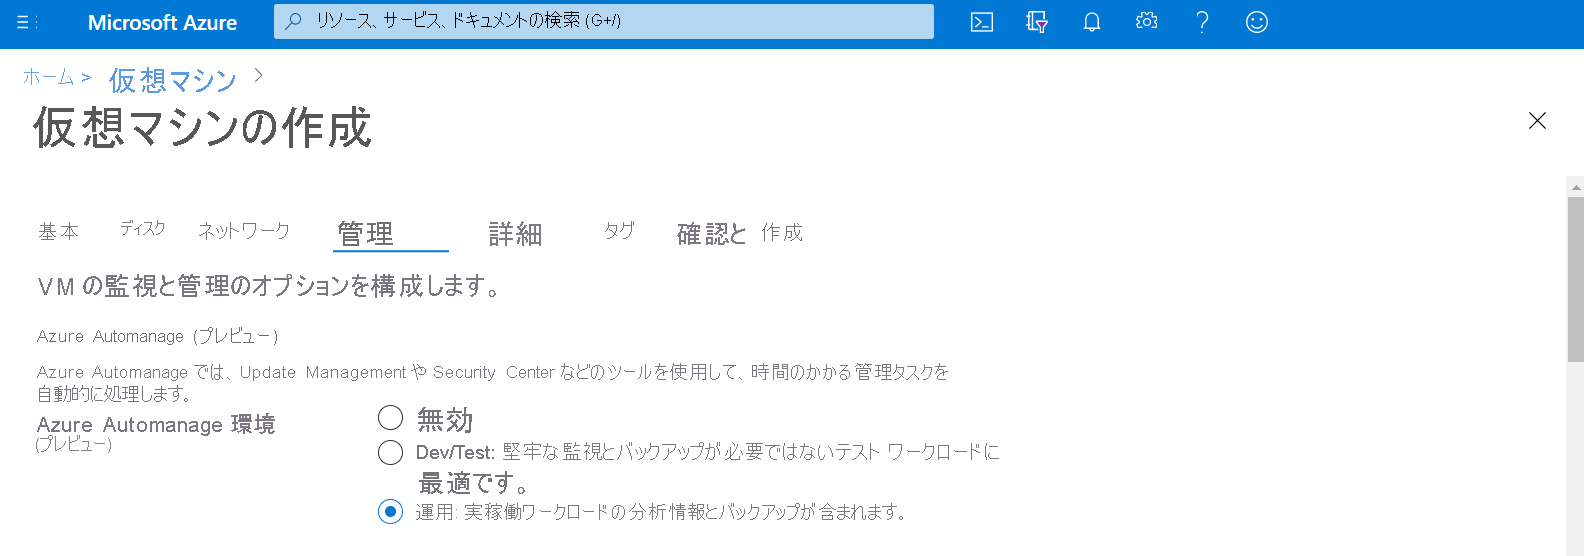 Microsoft Azure
リソース、サービス、ドキュメントの検索 (G+/)
ホーム > 仮想マシン >
仮想マシンの作成
基本 ディスク ネットワーク 管理 詳細 タグ 確認と 作成
VM の監視と管理のオプションを構成します。
Azure Automanage (プレビュー)
Azure Automanage では、Update Management や Security Center などのツールを使用して、時間のかかる管理タスクを
自動的に処理します。
Azure Automanage 環境
(プレビュー)
無効
Dev/Test: 堅牢な監視とバックアップが必要ではないテスト ワークロードに
最適です。
運用: 実稼働ワークロードの分析情報とバックアップが含まれます。